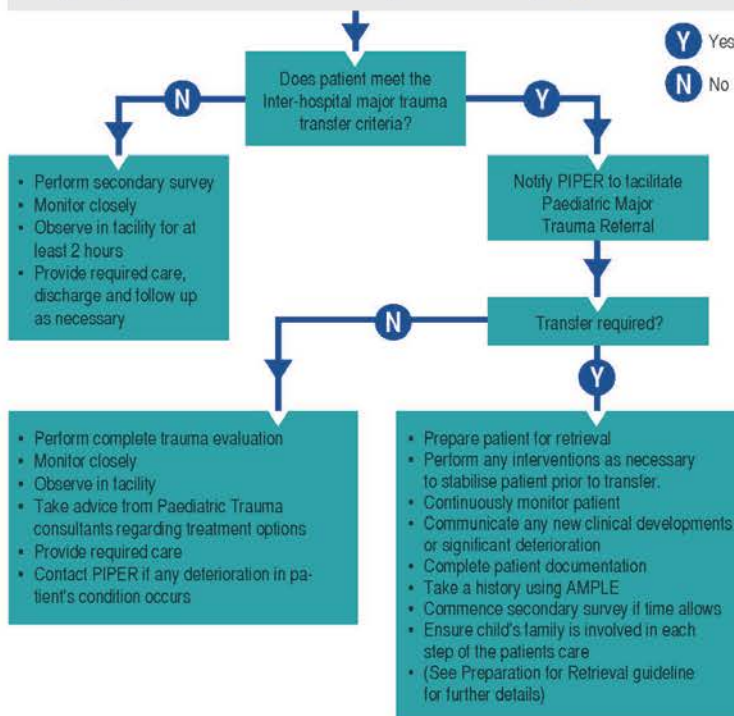 Y Yes
N No
Does patient meet the
Inter-hospital major trauma
transfer criteria?
N
Y
• Perform secondary survey
• Monitor closely
• Observe in facility for at
least 2 hours
• Provide required care,
discharge and follow up
as necessary
Notify PIPER to facilitate
Paediatric Major
Trauma Referral
Transfer required?
N
Y
• Perform complete trauma evaluation
• Monitor closely
• Observe in facility
• Take advice from Paediatric Trauma
consultants regarding treatment options
• Provide required care
• Contact PIPER if any deterioration in pa-
tient's condition occurs
• Prepare patient for retrieval
• Perform any interventions as necessary
to stabilise patient prior to transfer.
• Continuously monitor patient
• Communicate any new clinical developments
or significant deterioration
• Complete patient documentation
• Take a history using AMPLE
• Commence secondary survey if time allows
• Ensure child's family is involved in each
step of the patients care
• (See Preparation for Retrieval guideline
for further details)